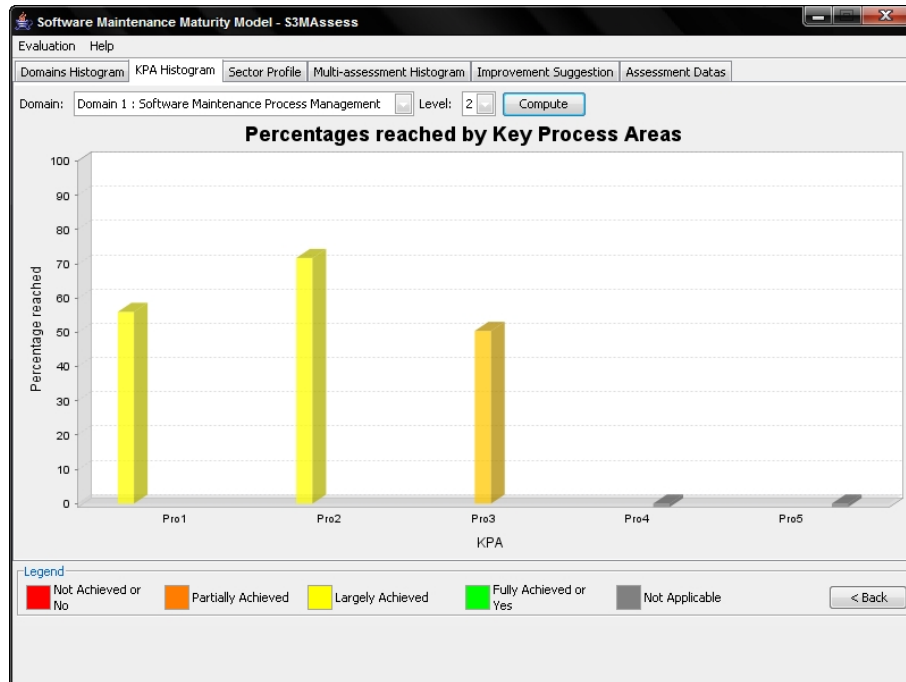 Software Maintenance Maturity Model - S3MAssess
Evaluation Help
Domains Histogram KPA Histogram Sector Profile Multi-assessment Histogram Improvement Suggestion Assessment Datas
Domain: Domain 1 : Software Maintenance Process Management Level: 2 Compute
Percentages reached by Key Process Areas
100
90
80
70
60
50
40
30
20
10
0
Percentage reached
Pro1 Pro2 Pro3 Pro4 Pro5
KPA
Legend
Not Achieved or
No
Partially Achieved
Largely Achieved
Fully Achieved or
Yes
Not Applicable
< Back